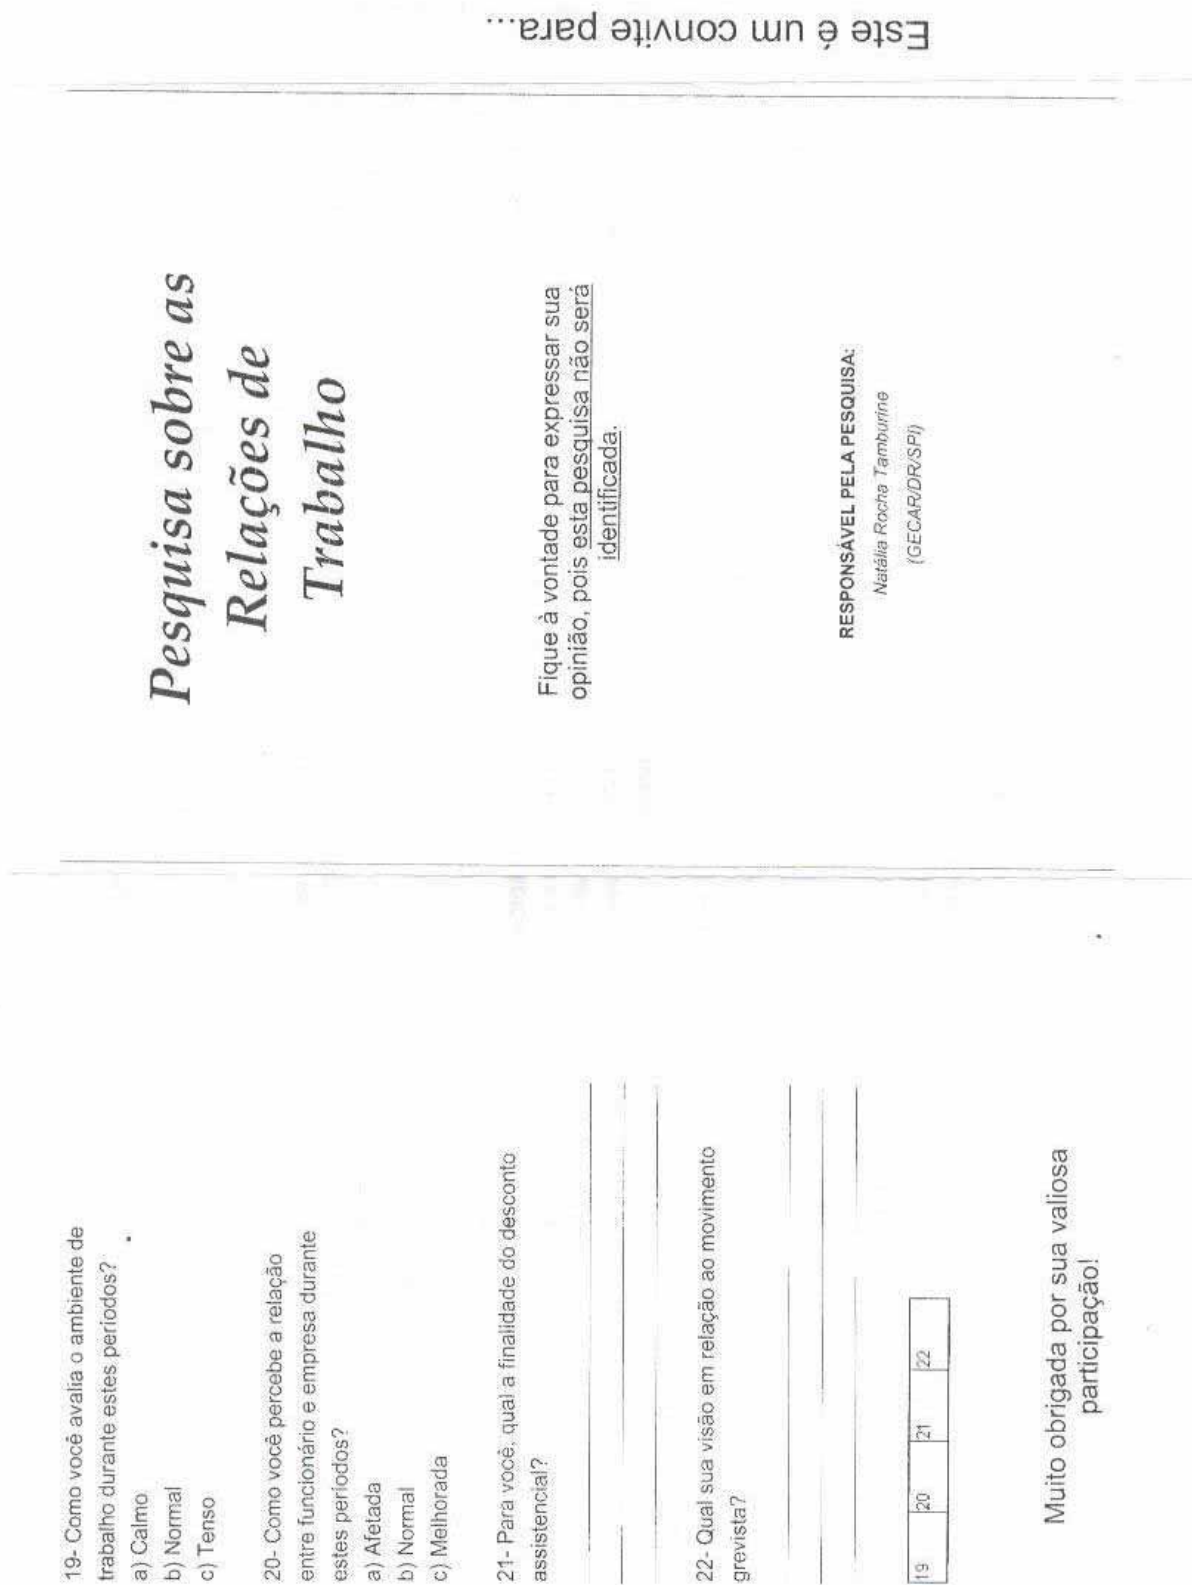 Este é um convite para...
Pesquisa sobre as
Relações de
Trabalho
Fique à vontade para expressar sua
opinião, pois esta pesquisa não será
identificada.
RESPONSÁVEL PELA PESQUISA:
Natália Rocha Tamburine
(GECAR/DR/SPI)
19- Como você avalia o ambiente de
trabalho durante estes períodos?
a) Calmo
b) Normal
c) Tenso
20- Como você percebe a relação
entre funcionário e empresa durante
estes períodos?
a) Afetada
b) Normal
c) Melhorada
21- Para você, qual a finalidade do desconto
assistencial?
22- Qual sua visão em relação ao movimento
grevista?
19 20 21 22
Muito obrigada por sua valiosa
participação!